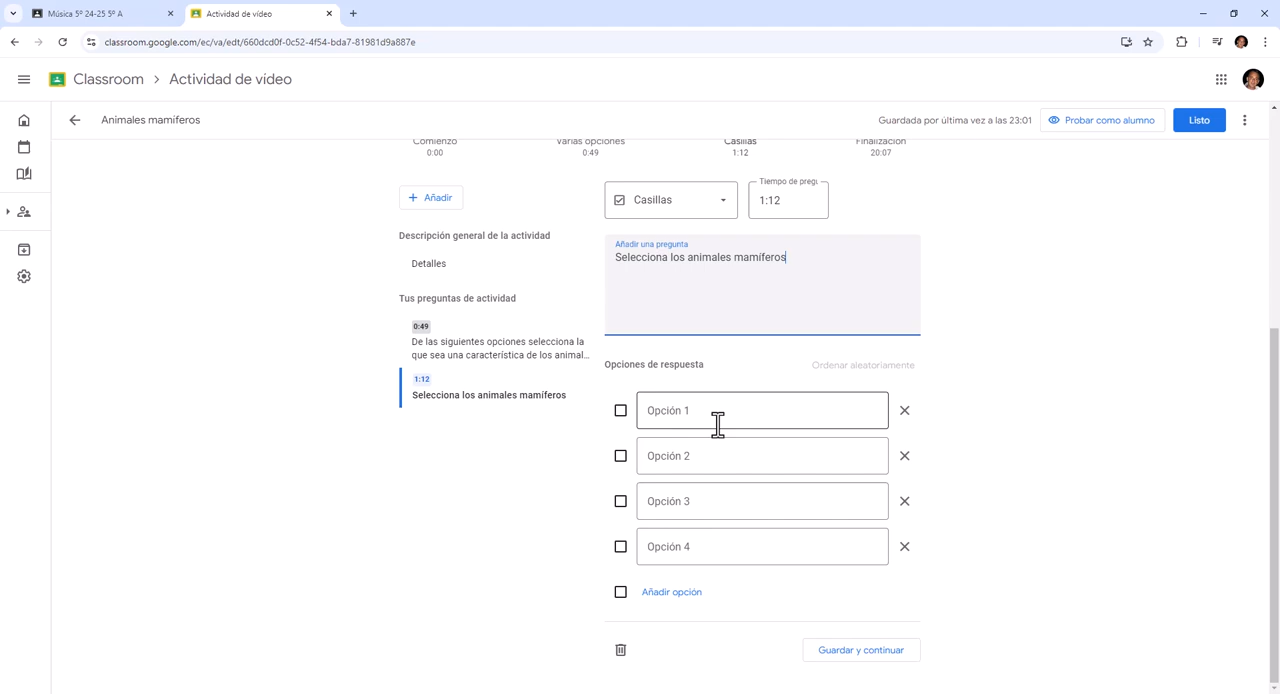 Música 5º 24-25 5º A
Actividad de vídeo
classroom.google.com/ec/va/edt/660dcd0f-0c52-4f54-bda7-81981d9a887e
Classroom > Actividad de vídeo
Animales mamíferos
Guardada por última vez a las 23:01
Probar como alumno
Listo
Comienzo
0:00
Varias opciones
0:49
Casillas
1:12
Finalización
20:07
+ Añadir
Descripción general de la actividad
Detalles
Tus preguntas de actividad
0:49
De las siguientes opciones selecciona la
que sea una característica de los animal...
1:12
Selecciona los animales mamíferos
Casillas
Tiempo de pregu
1:12
Añadir una pregunta
Selecciona los animales mamíferos
Opciones de respuesta
Ordenar aleatoriamente
Opción 1
Opción 2
Opción 3
Opción 4
Añadir opción
Guardar y continuar